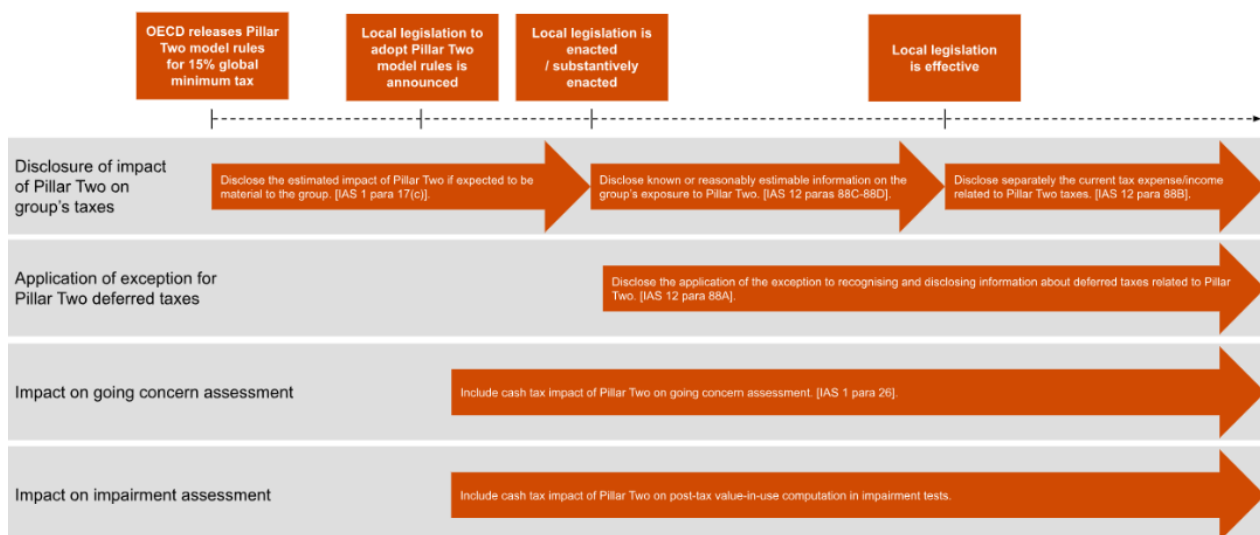 OECD releases Pillar
Two model rules
for 15% global
minimum tax
Local legislation to
adopt Pillar Two
model rules is
announced
Local legislation is
enacted
/ substantively
enacted
Local legislation
is effective
Disclosure of impact
of Pillar Two on
group's taxes
Disclose the estimated impact of Pillar Two if expected to be
material to the group. [IAS 1 para 17(c)].
Disclose known or reasonably estimable information on the
group's exposure to Pillar Two. [IAS 12 paras 88C-88D].
Disclose separately the current tax expense/income
related to Pillar Two taxes. [IAS 12 para 88B].
Application of exception for
Pillar Two deferred taxes
Disclose the application of the exception to recognising and disclosing information about deferred taxes related to Pillar
Two. [IAS 12 para 88A].
Impact on going concern assessment
Include cash tax impact of Pillar Two on going concern assessment. [IAS 1 para 26].
Impact on impairment assessment
Include cash tax impact of Pillar Two on post-tax value-in-use computation in impairment tests.